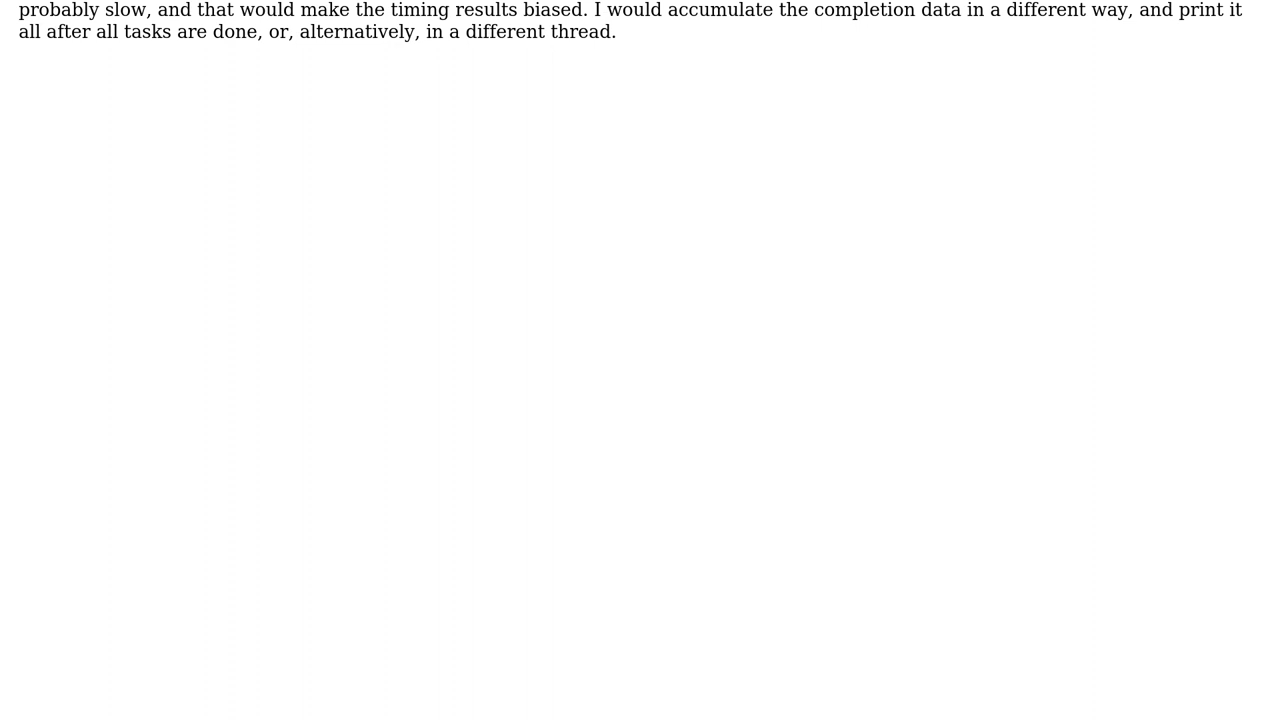 probably slow, and that would make the timing results biased. I would accumulate the completion data in a different way, and print it
all after all tasks are done, or, alternatively, in a different thread.